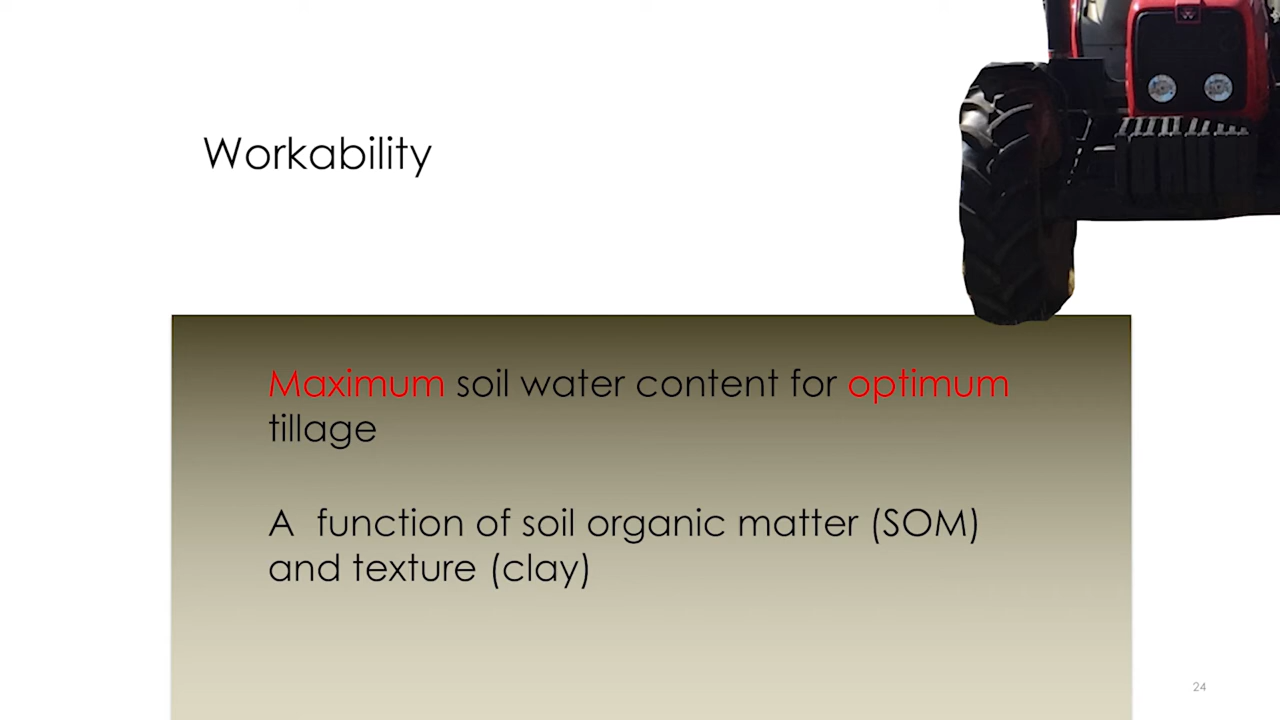 Workability
Maximum soil water content for optimum
tillage
A function of soil organic matter (SOM)
and texture (clay)
24